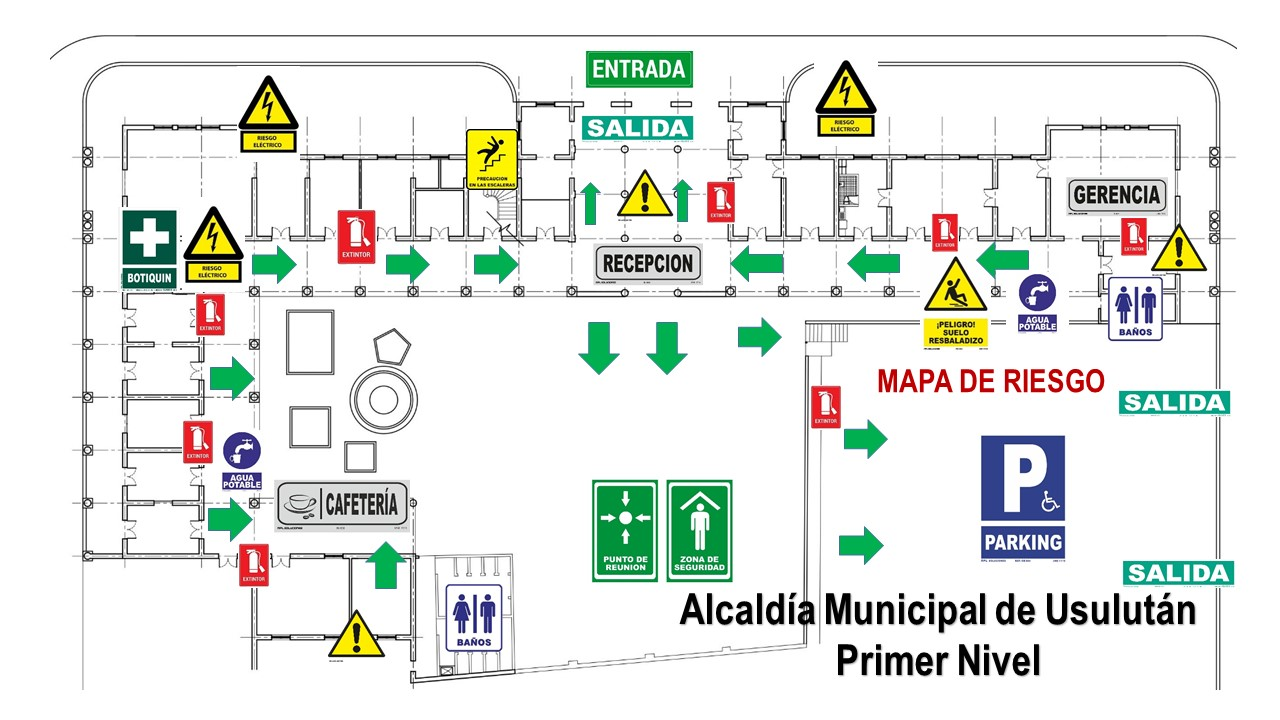 ENTRADA
SALIDA
RIESGO
ELÉCTRICO
RIESGO
ELÉCTRICO
PRECAUCION
EN LAS ESCALERAS
GERENCIA
EXTINTOR
EXTINTOR
EXTINTOR
EXTINTOR
BOTIQUIN
RIESGO
ELÉCTRICO
RECEPCION
AGUA
POTABLE
BAÑOS
¡PELIGRO!
SUELO
RESBALADIZO
EXTINTOR
MAPA DE RIESGO
SALIDA
EXTINTOR
EXTINTOR
AGUA
POTABLE
CAFETERÍA
P
PARKING
PUNTO DE
REUNION
ZONA DE
SEGURIDAD
EXTINTOR
SALIDA
BAÑOS
Alcaldía Municipal de Usulután
Primer Nivel